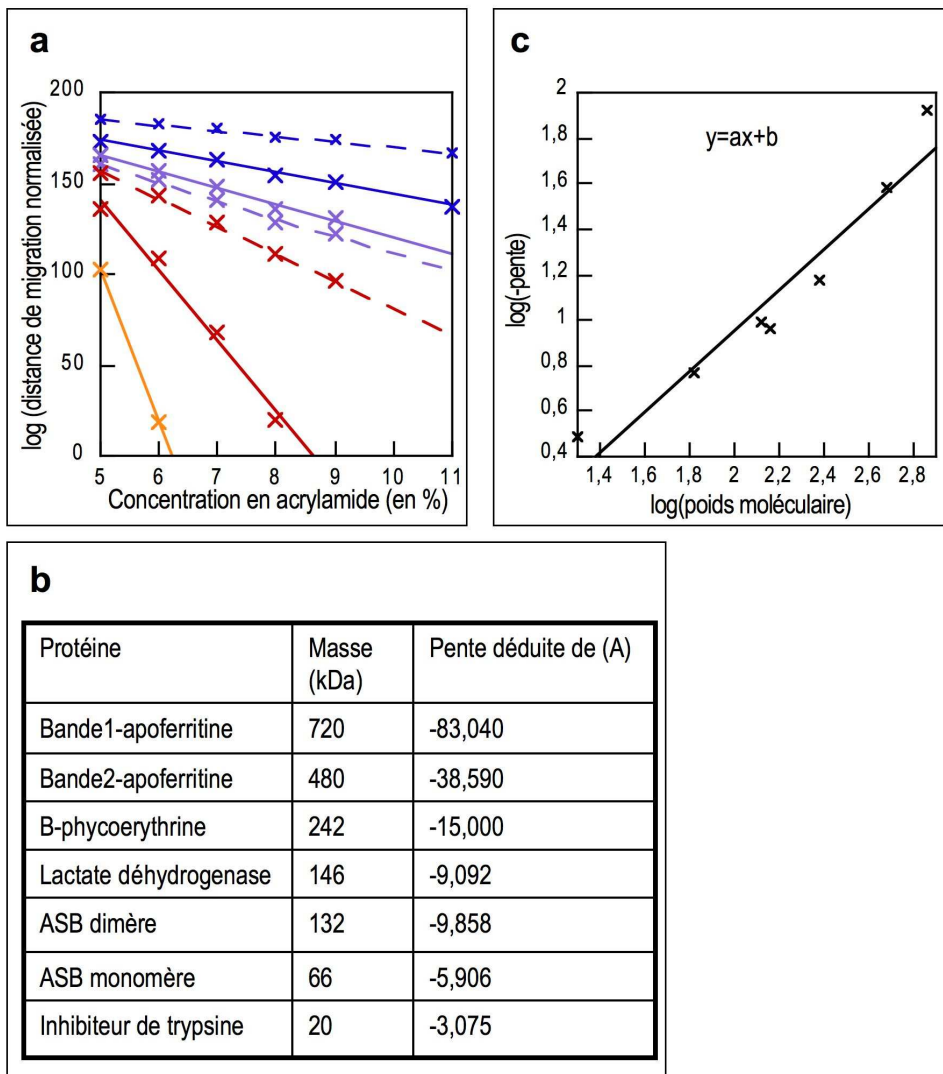 a
200
150
100
50
0
5 6 7 8 9 10 11
log (distance de migration normalisée)
Concentration en acrylamide (en %)
c
2
1,8
1,6
1,4
1,2
1
0,8
0,6
0,4
y=ax+b
1,4 1,6 1,8 2 2,2 2,4 2,6 2,8
log(-pente)
log(poids moléculaire)
b
Protéine Masse (kDa) Pente déduite de (A)
Bande1-apoferritine 720 -83,040
Bande2-apoferritine 480 -38,590
B-phycoerythrine 242 -15,000
Lactate déhydrogenase 146 -9,092
ASB dimère 132 -9,858
ASB monomère 66 -5,906
Inhibiteur de trypsine 20 -3,075